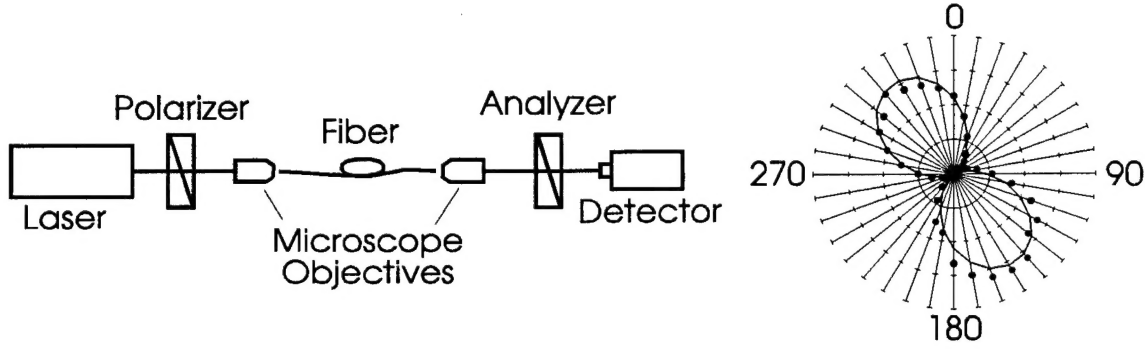 Laser
Polarizer
Fiber
Microscope
Objectives
Analyzer
Detector
0
90
180
270